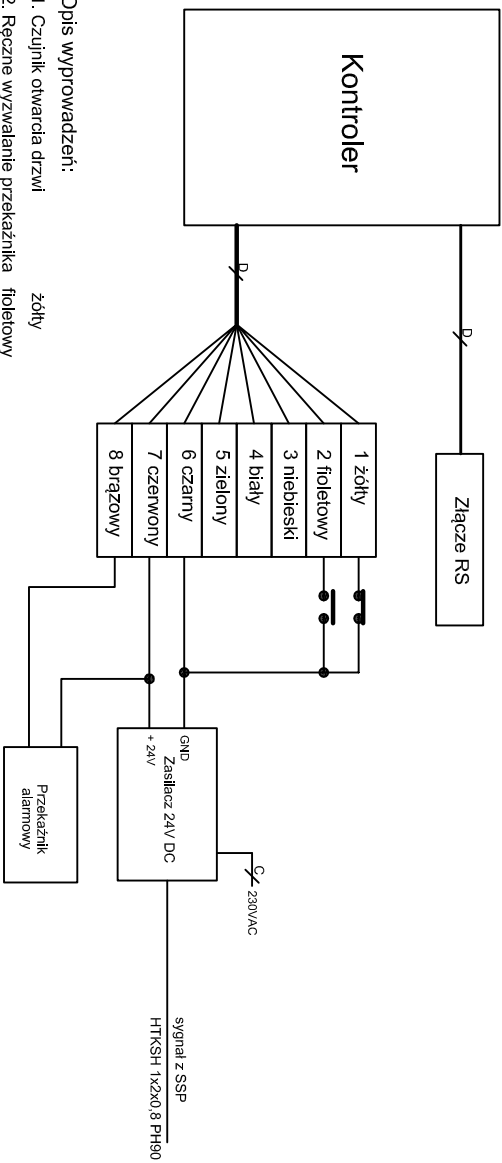 Kontroler
D
D
Złącze RS
1 żółty
2 fioletowy
3 niebieski
4 biały
5 zielony
6 czarny
7 czerwony
8 brązowy
GND
+ 24V
Zasilacz 24V DC
C
230VAC
Przekaźnik
alarmowy
sygnał z SSP
HTKSH 1x2x0,8 PH90
Opis wyprowadzeń:
1. Czujnik otwarcia drzwi żółty
2. Ręczne wyzwalanie przekaźnika fioletowy